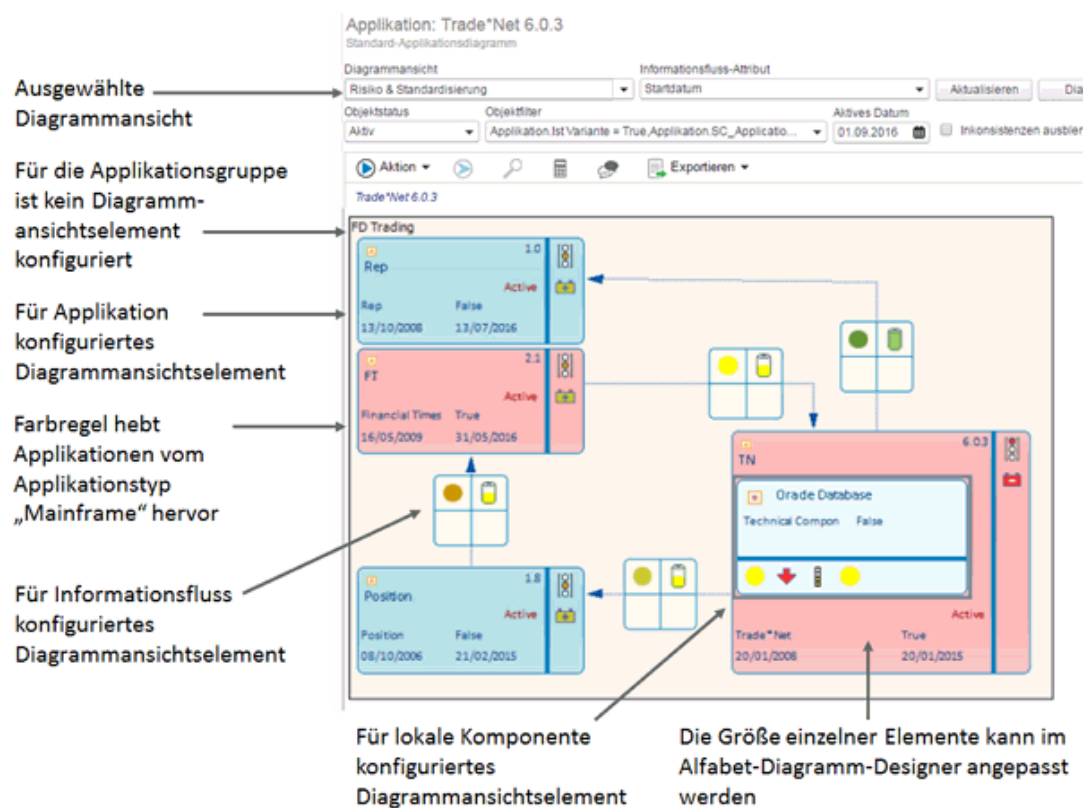 Applikation: Trade*Net 6.0.3
Standard-Applikationsdiagramm
Diagrammansicht
Informationsfluss-Attribut
Risiko & Standardisierung
Startdatum
Aktualisieren
Dia
Objektstatus
Objektfilter
Aktives Datum
Aktiv
Applikation.Ist Variante = True,Applikation.SC_Applicatio...
01.09.2016
Inkonsistenzen ausblen
Aktion
Exportieren
Trade*Net 6.0.3
Ausgewählte
Diagrammansicht
Für die Applikationsgruppe
ist kein Diagramm-
ansichtselement
konfiguriert
Für Applikation
konfiguriertes
Diagrammansichtselement
Farbregel hebt
Applikationen vom
Applikationstyp
„Mainframe“ hervor
Für Informationsfluss
konfiguriertes
Diagrammansichtselement
FD Trading
1.0
Rep
Active
Rep False
13/10/2008 13/07/2016
2.1
FT
Active
Financial Times True
16/05/2009 31/05/2016
1.8
Position
Active
Position False
08/10/2006 21/02/2015
6.0.3
TN
Oracle Database
Technical Compon False
Active
Trade*Net True
20/01/2008 20/01/2015
Für lokale Komponente
konfiguriertes
Diagrammansichtselement
Die Größe einzelner Elemente kann im
Alfabet-Diagramm-Designer angepasst
werden